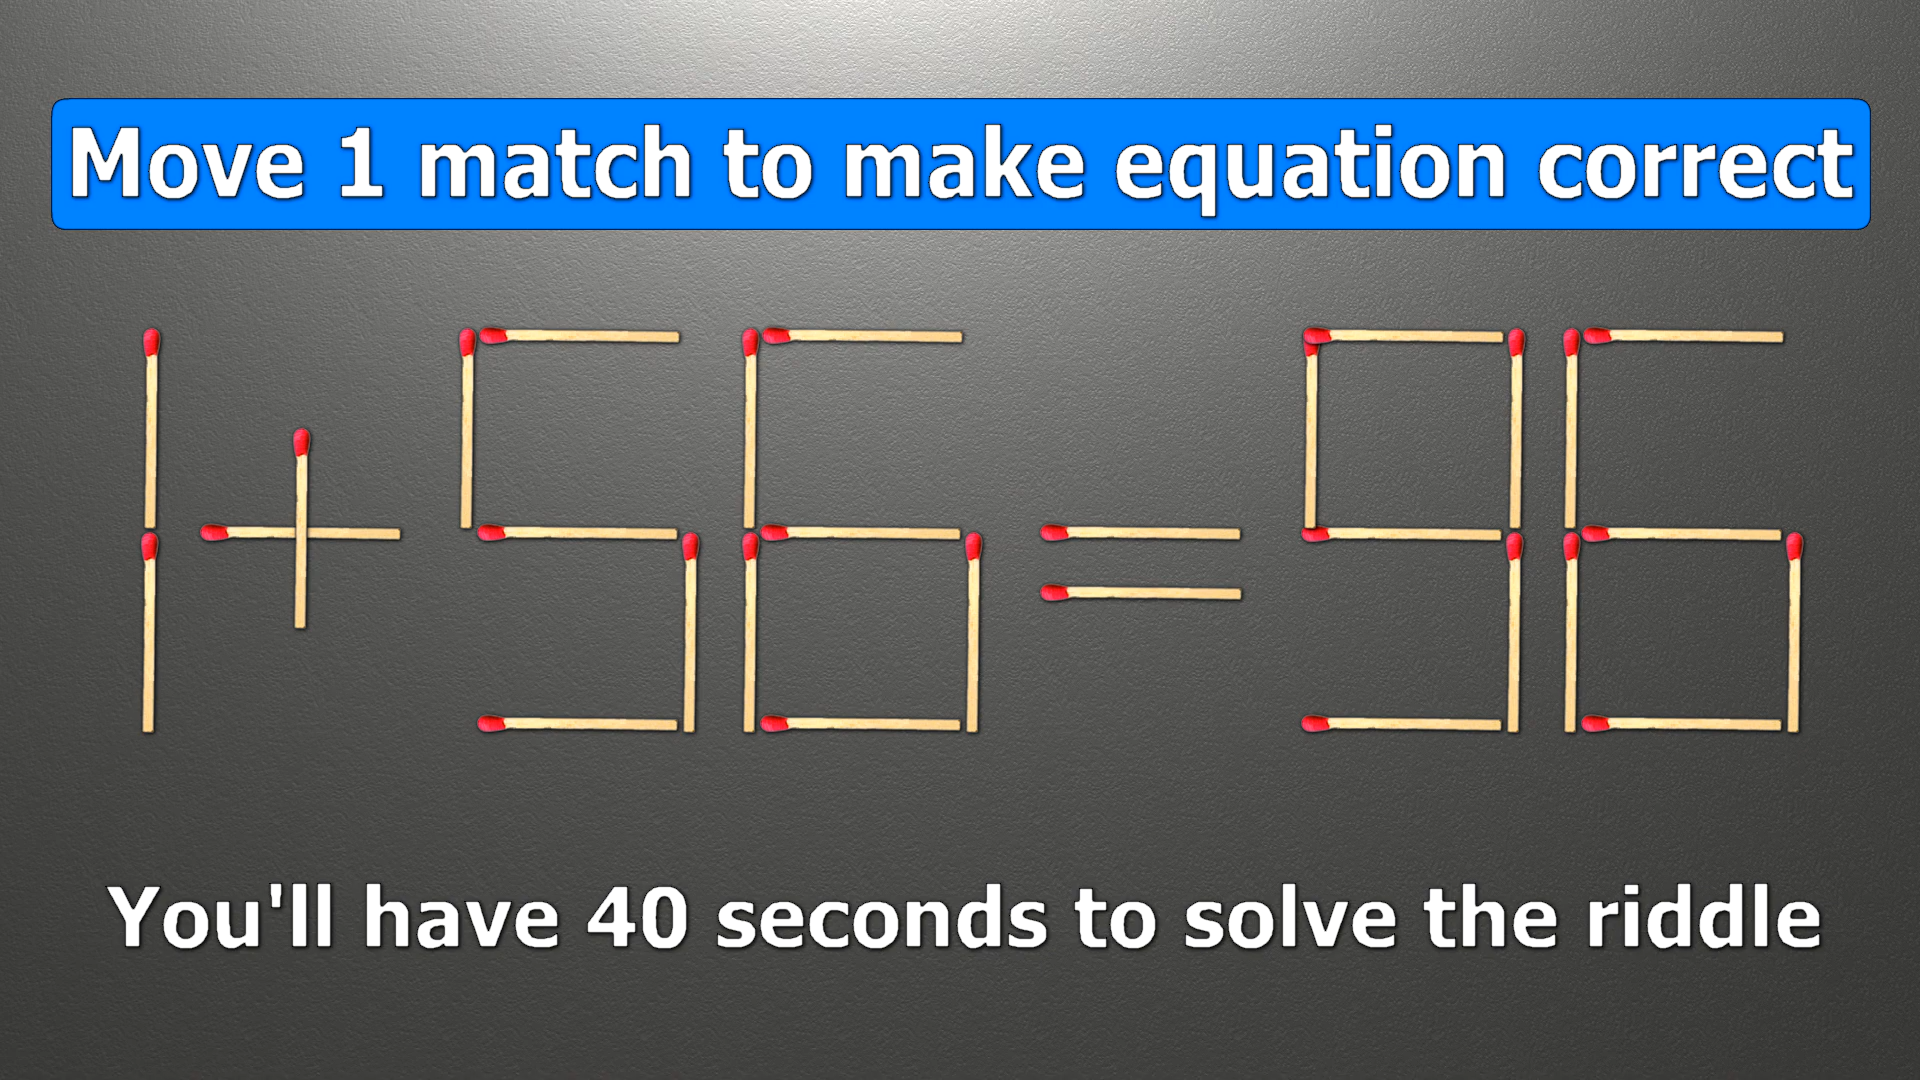 Move 1 match to make equation correct
1+56=96
You'll have 40 seconds to solve the riddle